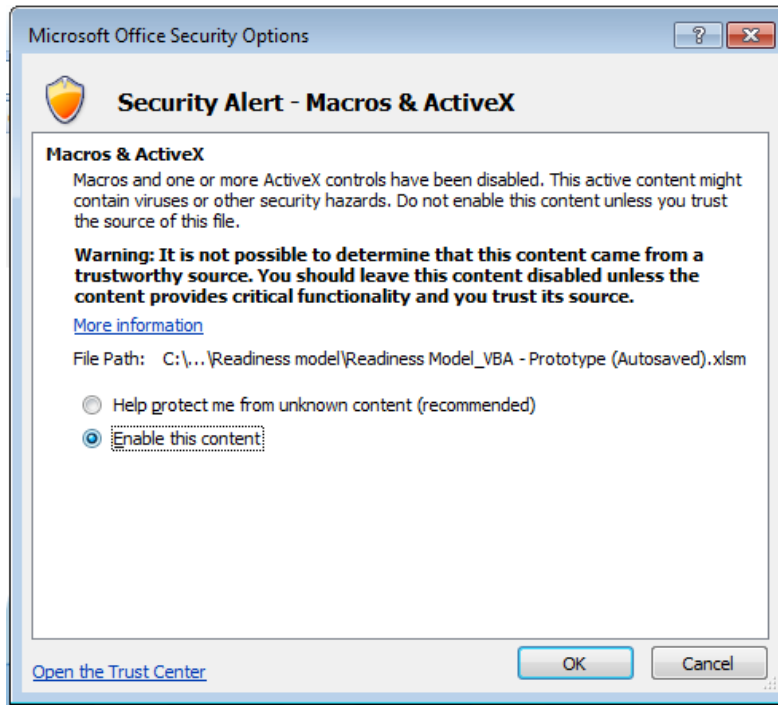 Microsoft Office Security Options
?
Security Alert - Macros & ActiveX
Macros & ActiveX
Macros and one or more ActiveX controls have been disabled. This active content might
contain viruses or other security hazards. Do not enable this content unless you trust
the source of this file.
Warning: It is not possible to determine that this content came from a
trustworthy source. You should leave this content disabled unless the
content provides critical functionality and you trust its source.
More information
File Path: C:\...\Readiness model\Readiness Model_VBA - Prototype (Autosaved).xlsm
Help protect me from unknown content (recommended)
Enable this content
Open the Trust Center
OK
Cancel